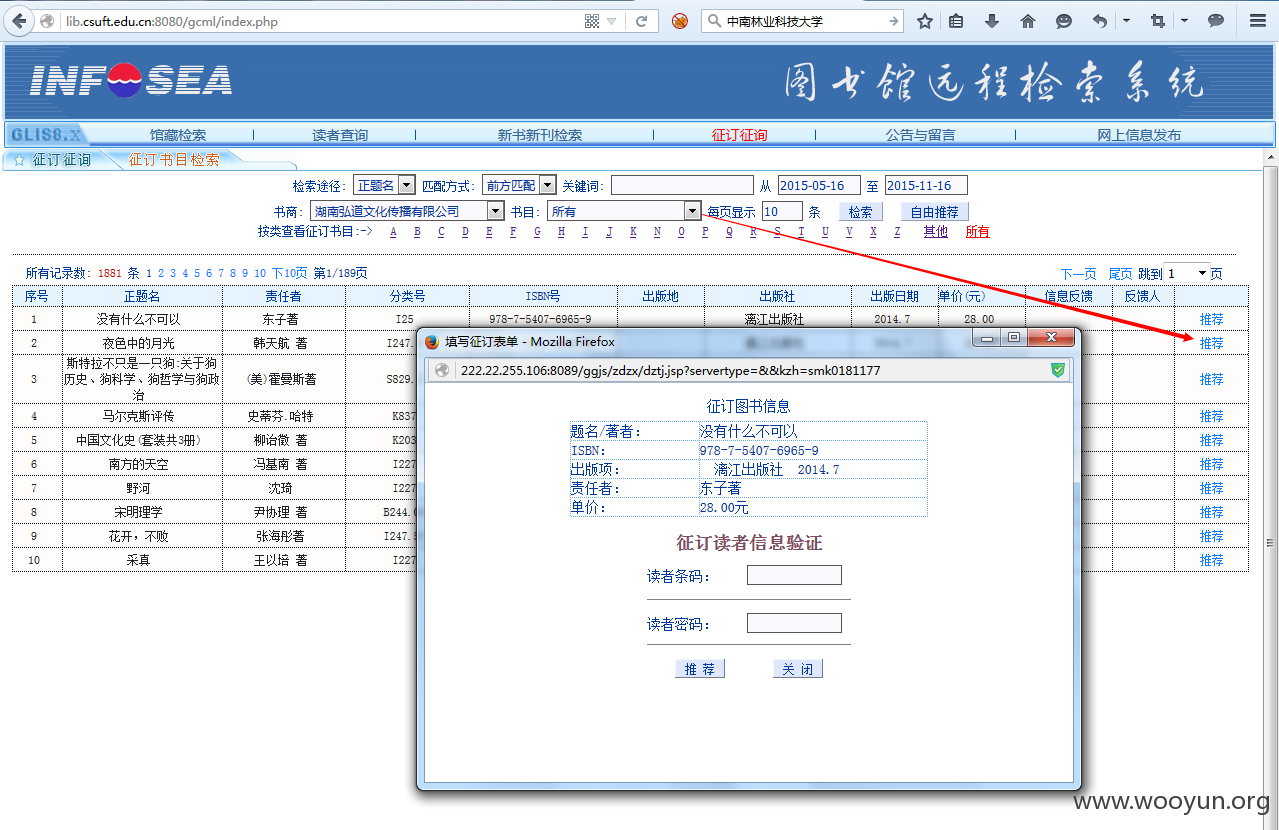 lib.csuft.edu.cn:8080/gcml/index.php
中南林业科技大学
INFOSEA
图书馆远程检索系统
GLIS8.X 馆藏检索 读者查询 新书新刊检索 征订征询 公告与留言 网上信息发布
征订征询 征订书目检索
检索途径: 正题名 匹配方式: 前方匹配 关键词: 从 2015-05-16 至 2015-11-16
书商: 湖南弘道文化传播有限公司 书目: 所有 每页显示 10 条 检索 自由推荐
按类查看征订书目:-> A B C D E F G H I J K N O P Q R S T U V X Z 其他 所有
所有记录数: 1881 条 1 2 3 4 5 6 7 8 9 10 下10页 第1/189页 下一页 尾页 跳到 1 页
序号 正题名 责任者 分类号 ISBN号 出版地 出版社 出版日期 单价(元) 信息反馈 反馈人
1 没有什么不可以 东子著 I25 978-7-5407-6965-9 漓江出版社 2014.7 28.00 推荐
2 夜色中的月光 韩天航 著 I247. 推荐
3 斯特拉不只是一只狗:关于狗历史、狗科学、狗哲学与狗政治 (美)霍曼斯著 S829. 推荐
4 马尔克斯评传 史蒂芬.哈特 K837 推荐
5 中国文化史(套装共3册) 柳诒徵 著 K203 推荐
6 南方的天空 冯基南 著 I227 推荐
7 野河 沈琦 I227 推荐
8 宋明理学 尹协理 著 B244. 推荐
9 花开，不败 张海彤著 I247. 推荐
10 采真 王以培 著 I227 推荐
填写征订表单 - Mozilla Firefox
222.22.255.106:8089/ggjs/zdzx/dztj.jsp?servertype=&&kzh=smk0181177
征订图书信息
题名/著者: 没有什么不可以
ISBN: 978-7-5407-6965-9
出版项: 漓江出版社 2014.7
责任者: 东子著
单价: 28.00元
征订读者信息验证
读者条码:
读者密码:
推 荐 关 闭
www.wooyun.org